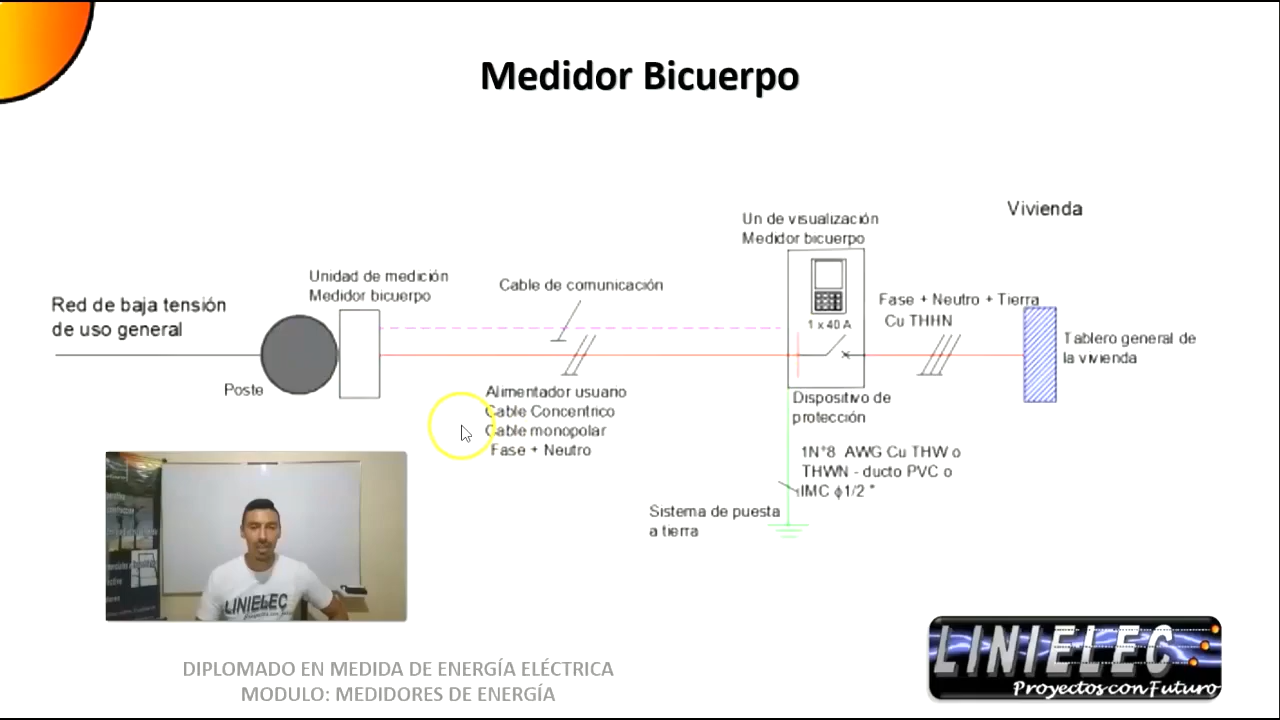 Medidor Bicuerpo
Vivienda
Un de visualización
Medidor bicuerpo
Unidad de medición
Medidor bicuerpo
Cable de comunicación
Red de baja tensión
de uso general
Fase + Neutro + Tierra
Cu THHN
1 x 40 A
Tablero general de
la vivienda
Poste
Alimentador usuario
Cable Concentrico
Cable monopolar
Fase + Neutro
Dispositivo de
protección
1N°8 AWG Cu THW o
THWN - ducto PVC o
IMC ϕ1/2 "
Sistema de puesta
a tierra
LINIELEC
Proyectos con Futuro
DIPLOMADO EN MEDIDA DE ENERGÍA ELÉCTRICA
MODULO: MEDIDORES DE ENERGÍA
LINIELEC